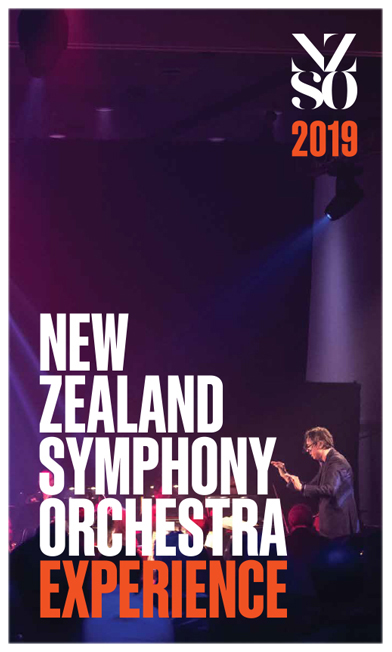 NZ
SO
2019
NEW
ZEALAND
SYMPHONY
ORCHESTRA
EXPERIENCE